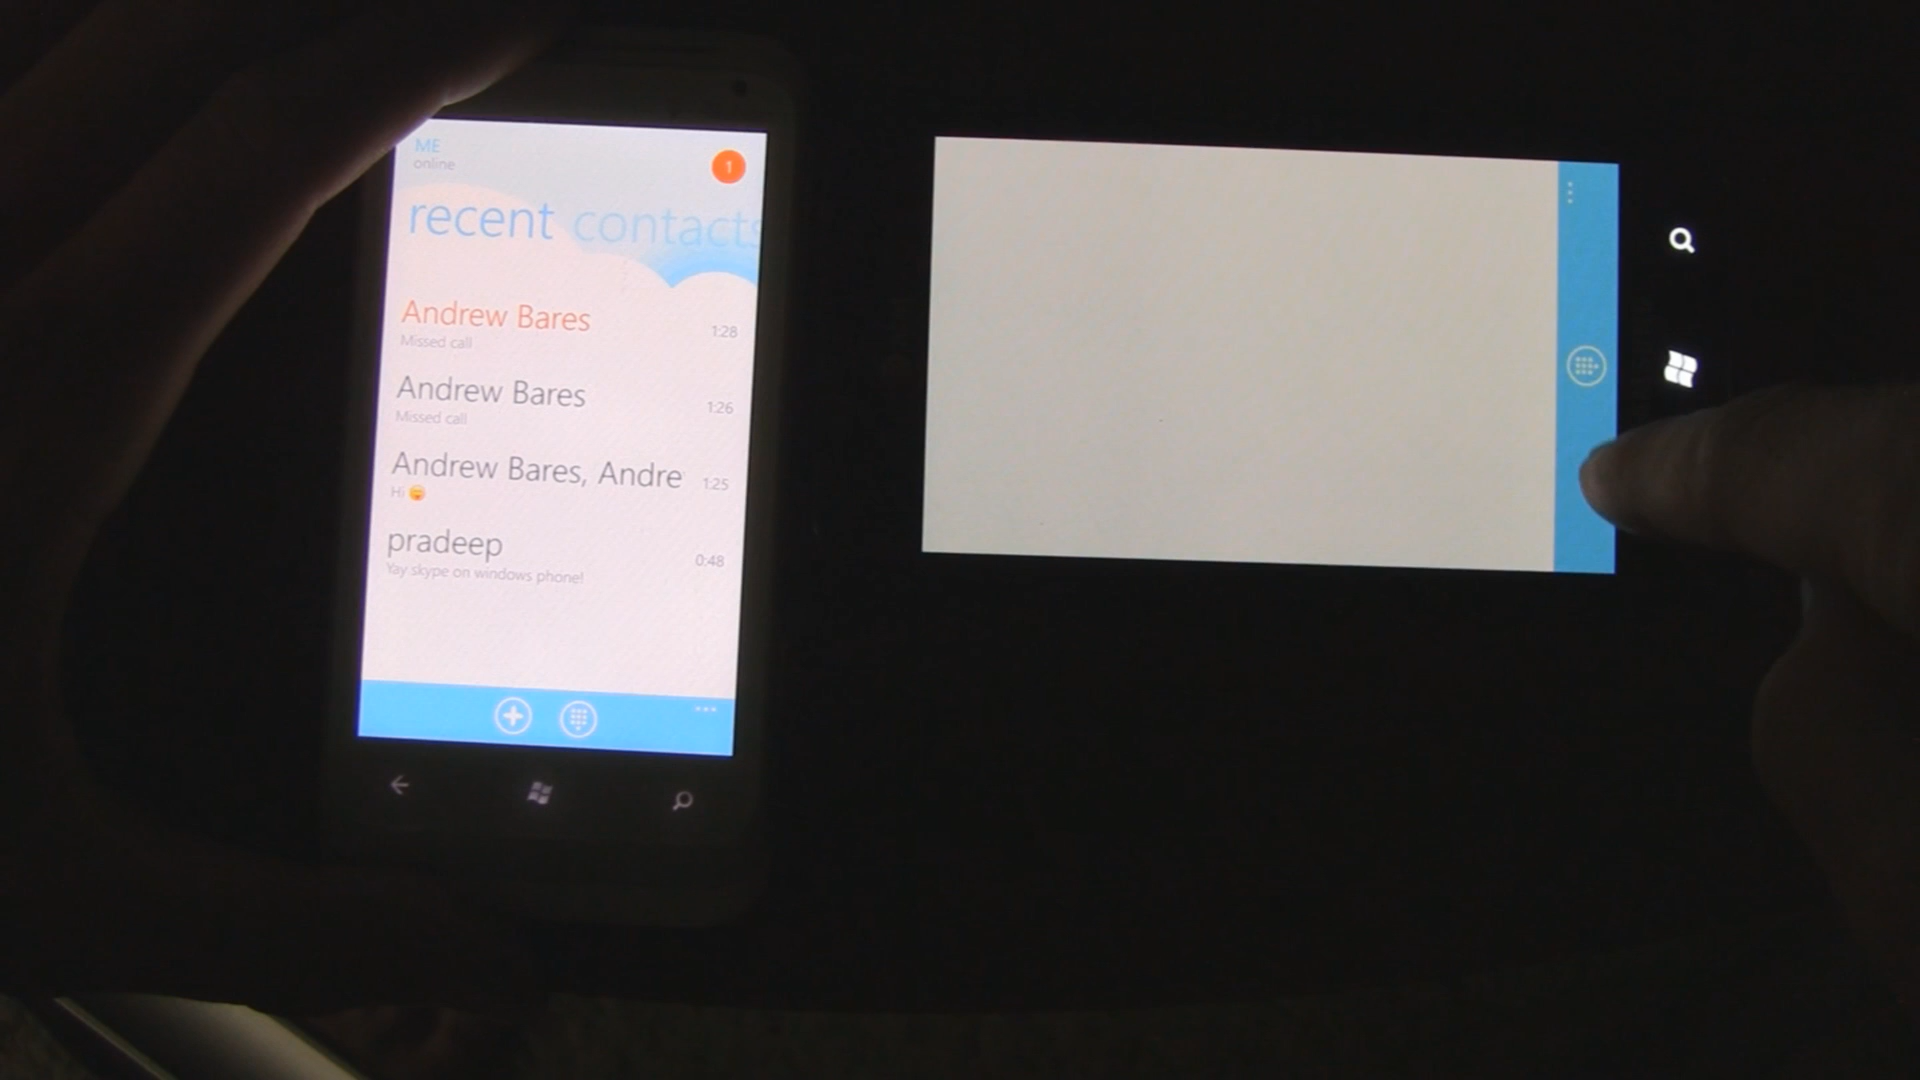 ME
online
1
recent contacts
Andrew Bares 1:28
Missed call
Andrew Bares 1:26
Missed call
Andrew Bares, Andre 1:25
Hi 😛
pradeep 0:48
Yay skype on windows phone!